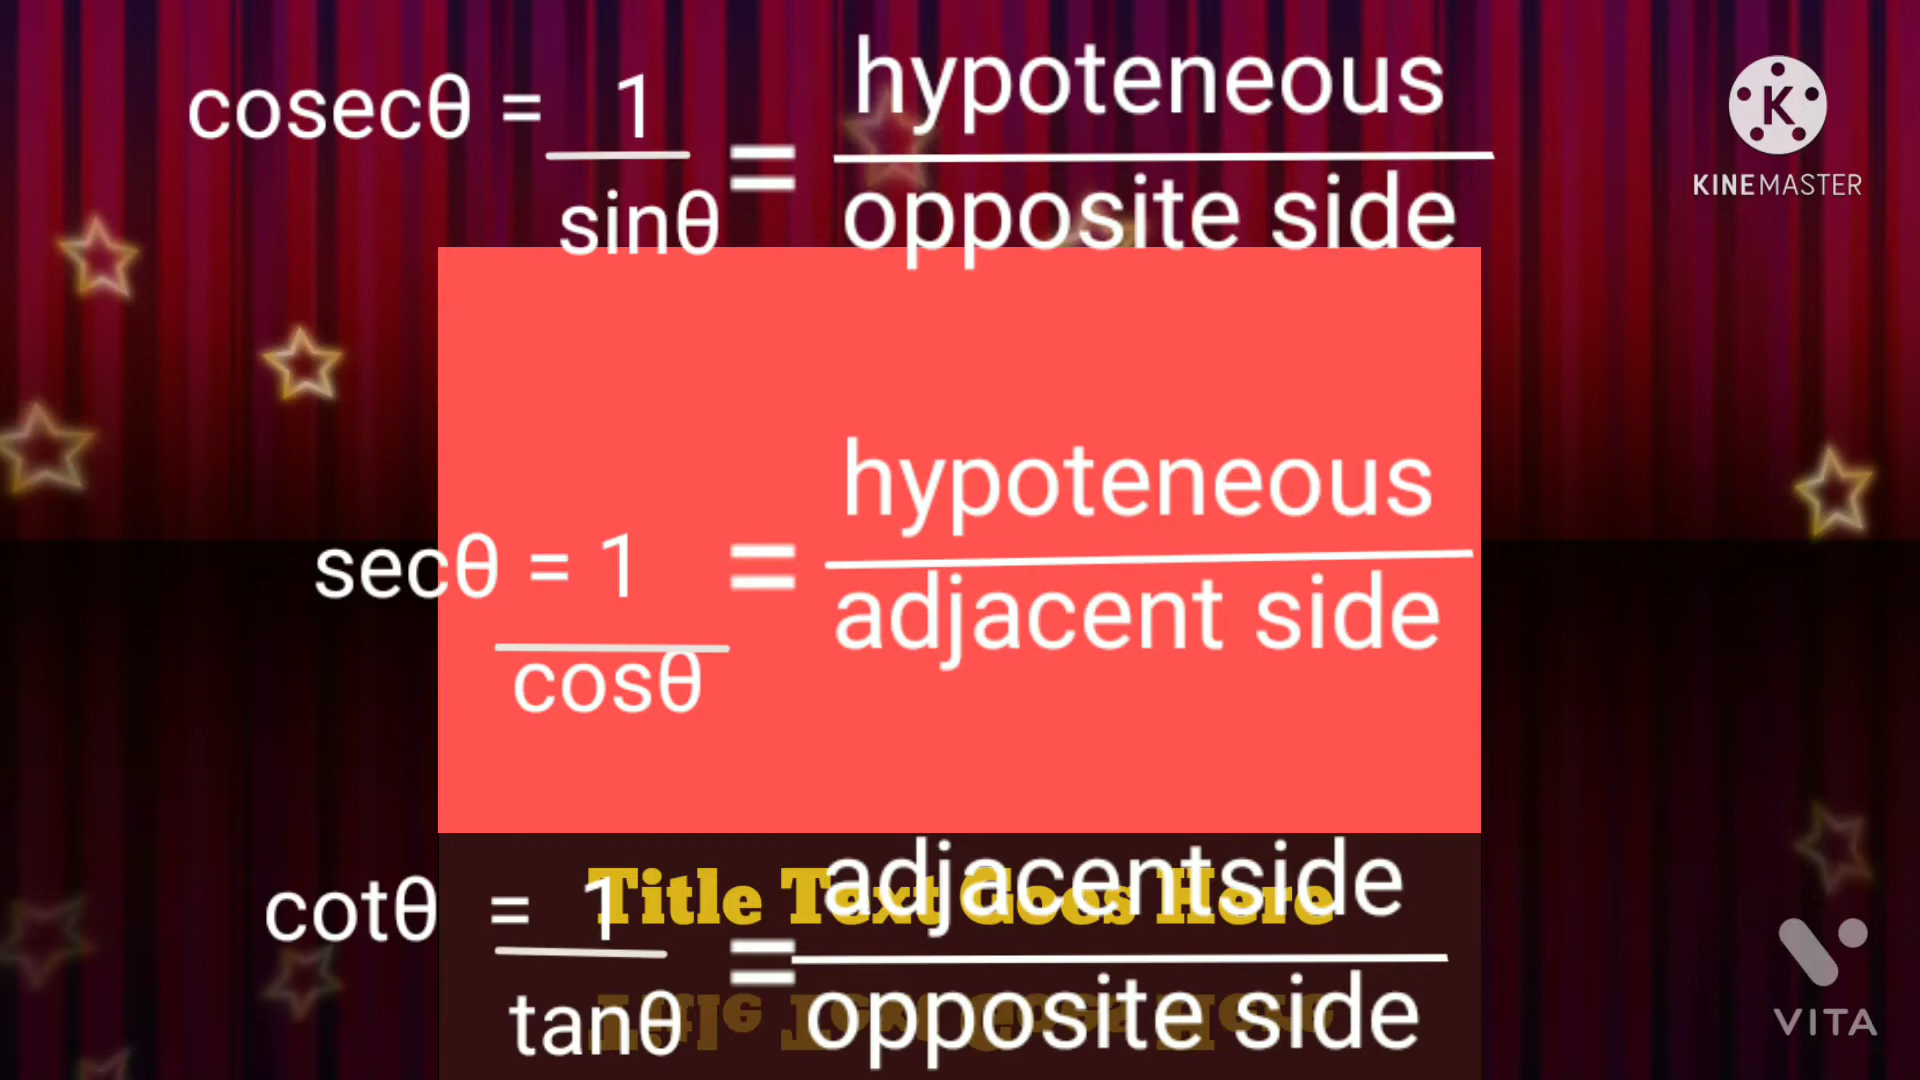 cosecθ = 1
sinθ
=
hypoteneous
opposite side
KINEMASTER
secθ = 1
cosθ
=
hypoteneous
adjacent side
cotθ = 1
tanθ
=
adjacentside
opposite side
Title Text Goes Here
VITA